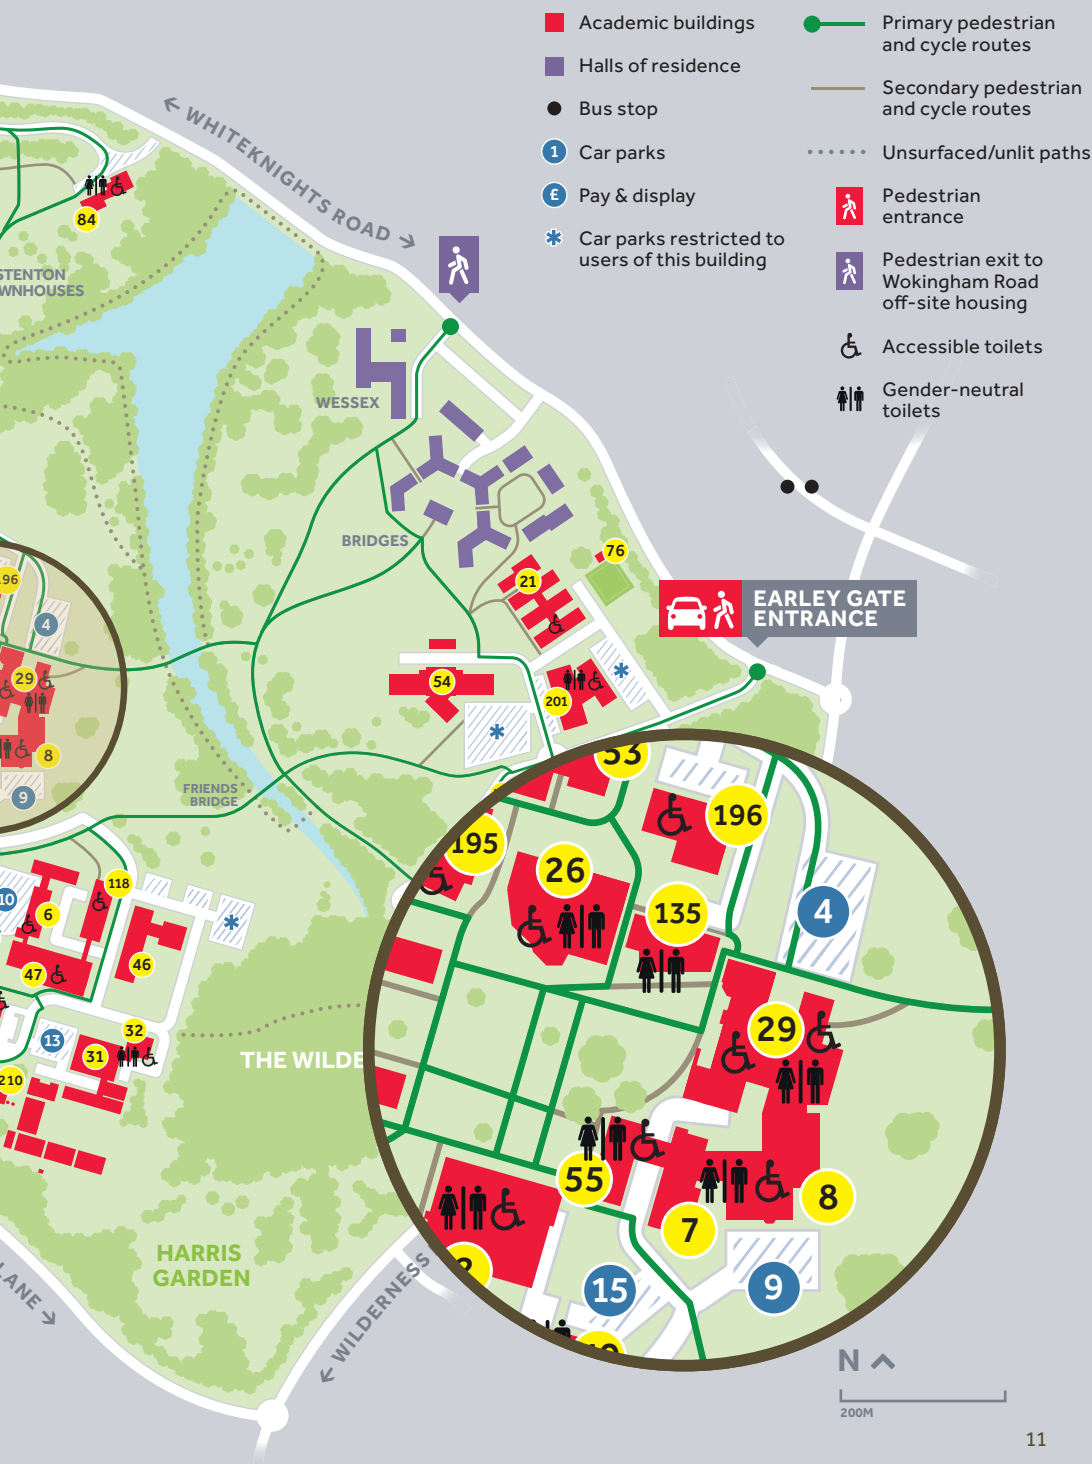 Academic buildings
Halls of residence
Bus stop
1
Car parks
£
Pay & display
*
Car parks restricted to
users of this building
Primary pedestrian
and cycle routes
Secondary pedestrian
and cycle routes
Unsurfaced/unlit paths
Pedestrian
entrance
Pedestrian exit to
Wokingham Road
off-site housing
Accessible toilets
Gender-neutral
toilets
← WHITEKNIGHTS ROAD →
84
STENTON
WNHOUSES
WESSEX
BRIDGES
76
21
EARLEY GATE
ENTRANCE
54
201
*
*
196
4
29
8
9
FRIENDS
BRIDGE
53
196
195
26
135
4
29
118
10
6
*
47
46
13
32
31
210
THE WILDE
55
8
7
15
9
HARRIS
GARDEN
LANE →
← WILDERNESS
N
200M
11